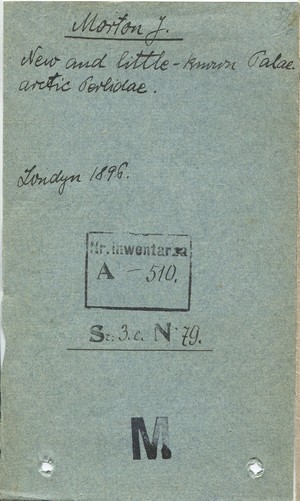 Morton J.
New and little-known Palae-
arctic Perlidae.
Londyn 1896.
Nr. inwentarza
A - 510.
Sz. 3.c. N: 79.
M